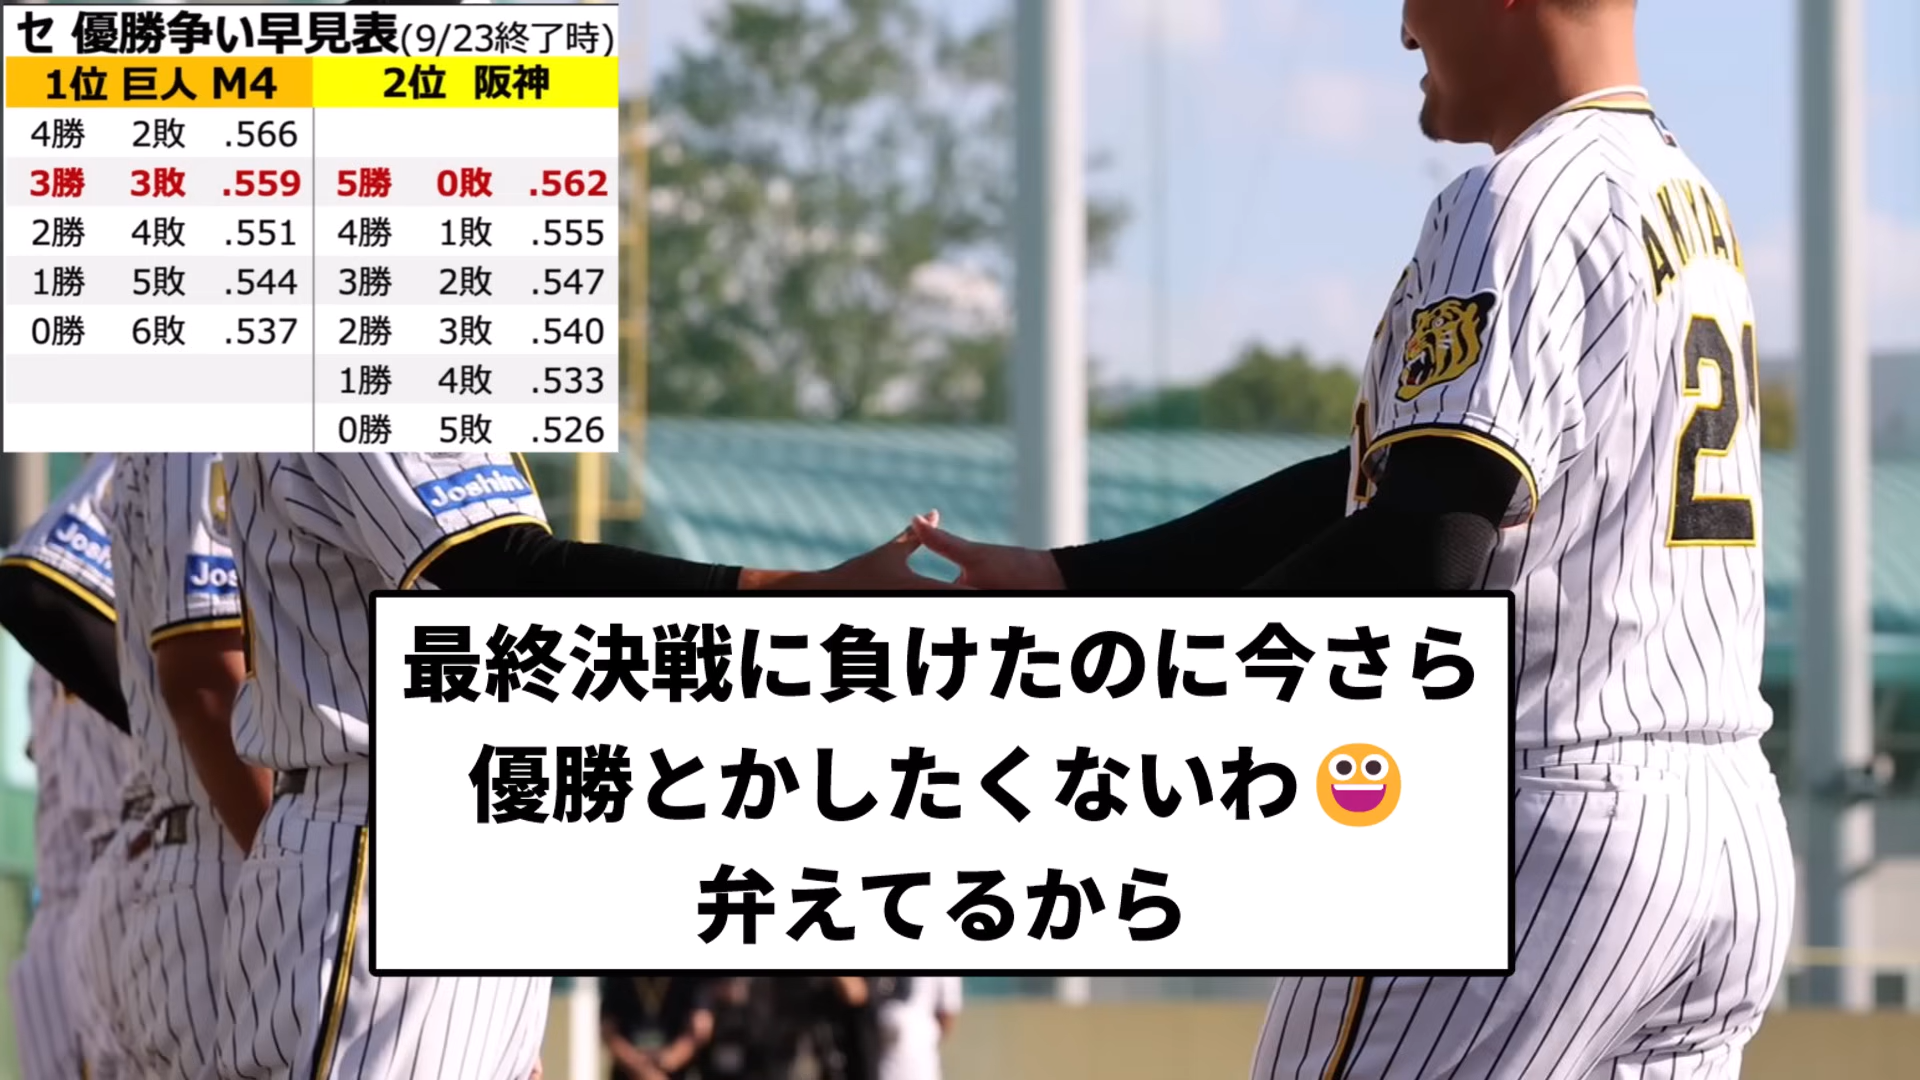 セ 優勝争い早見表(9/23終了時)
1位 巨人 M4 2位 阪神
4勝 2敗 .566
3勝 3敗 .559 5勝 0敗 .562
2勝 4敗 .551 4勝 1敗 .555
1勝 5敗 .544 3勝 2敗 .547
0勝 6敗 .537 2勝 3敗 .540
1勝 4敗 .533
0勝 5敗 .526
Joshin
最終決戦に負けたのに今さら
優勝とかしたくないわ😀
弁えてるから